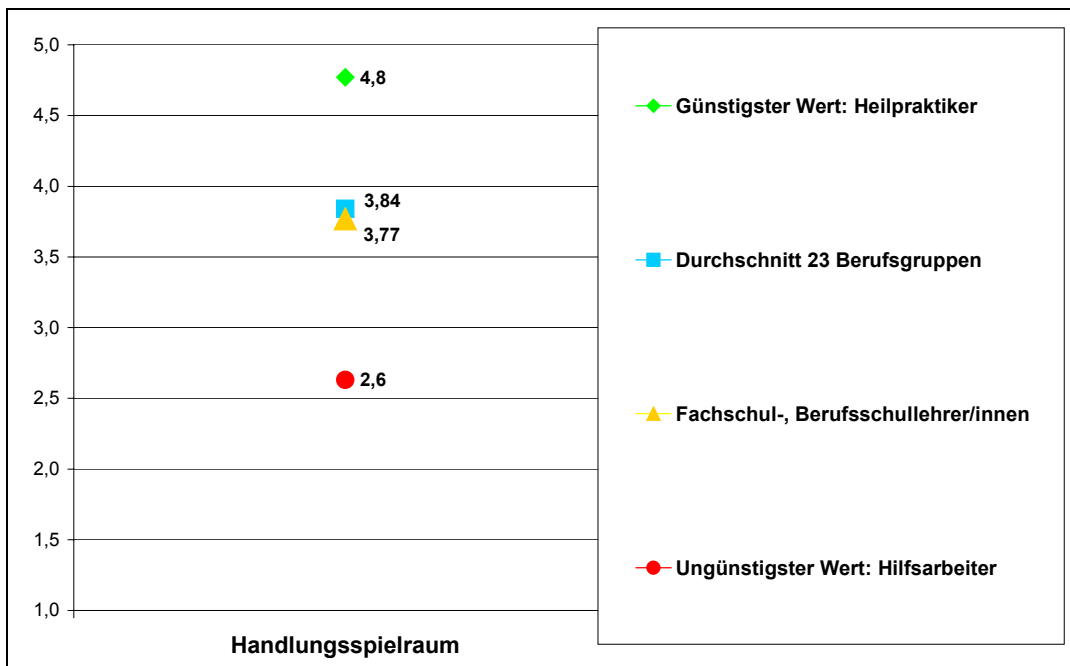 5,0
4,5
4,0
3,5
3,0
2,5
2,0
1,5
1,0
4,8
3,84
3,77
2,6
Handlungsspielraum
Günstigster Wert: Heilpraktiker
Durchschnitt 23 Berufsgruppen
Fachschul-, Berufsschullehrer/innen
Ungünstigster Wert: Hilfsarbeiter